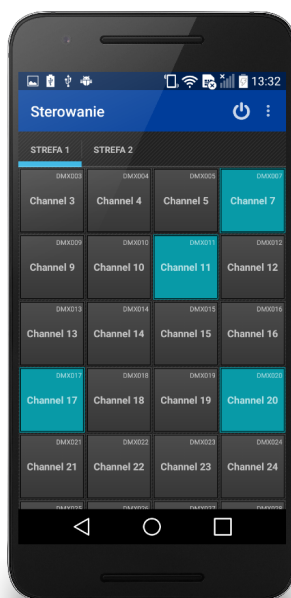 13:32
Sterowanie
STREFA 1 STREFA 2
DMX003 DMX004 DMX005 DMX007
Channel 3 Channel 4 Channel 5 Channel 7
DMX009 DMX010 DMX011 DMX012
Channel 9 Channel 10 Channel 11 Channel 12
DMX013 DMX014 DMX015 DMX016
Channel 13 Channel 14 Channel 15 Channel 16
DMX017 DMX018 DMX019 DMX020
Channel 17 Channel 18 Channel 19 Channel 20
DMX021 DMX022 DMX023 DMX024
Channel 21 Channel 22 Channel 23 Channel 24